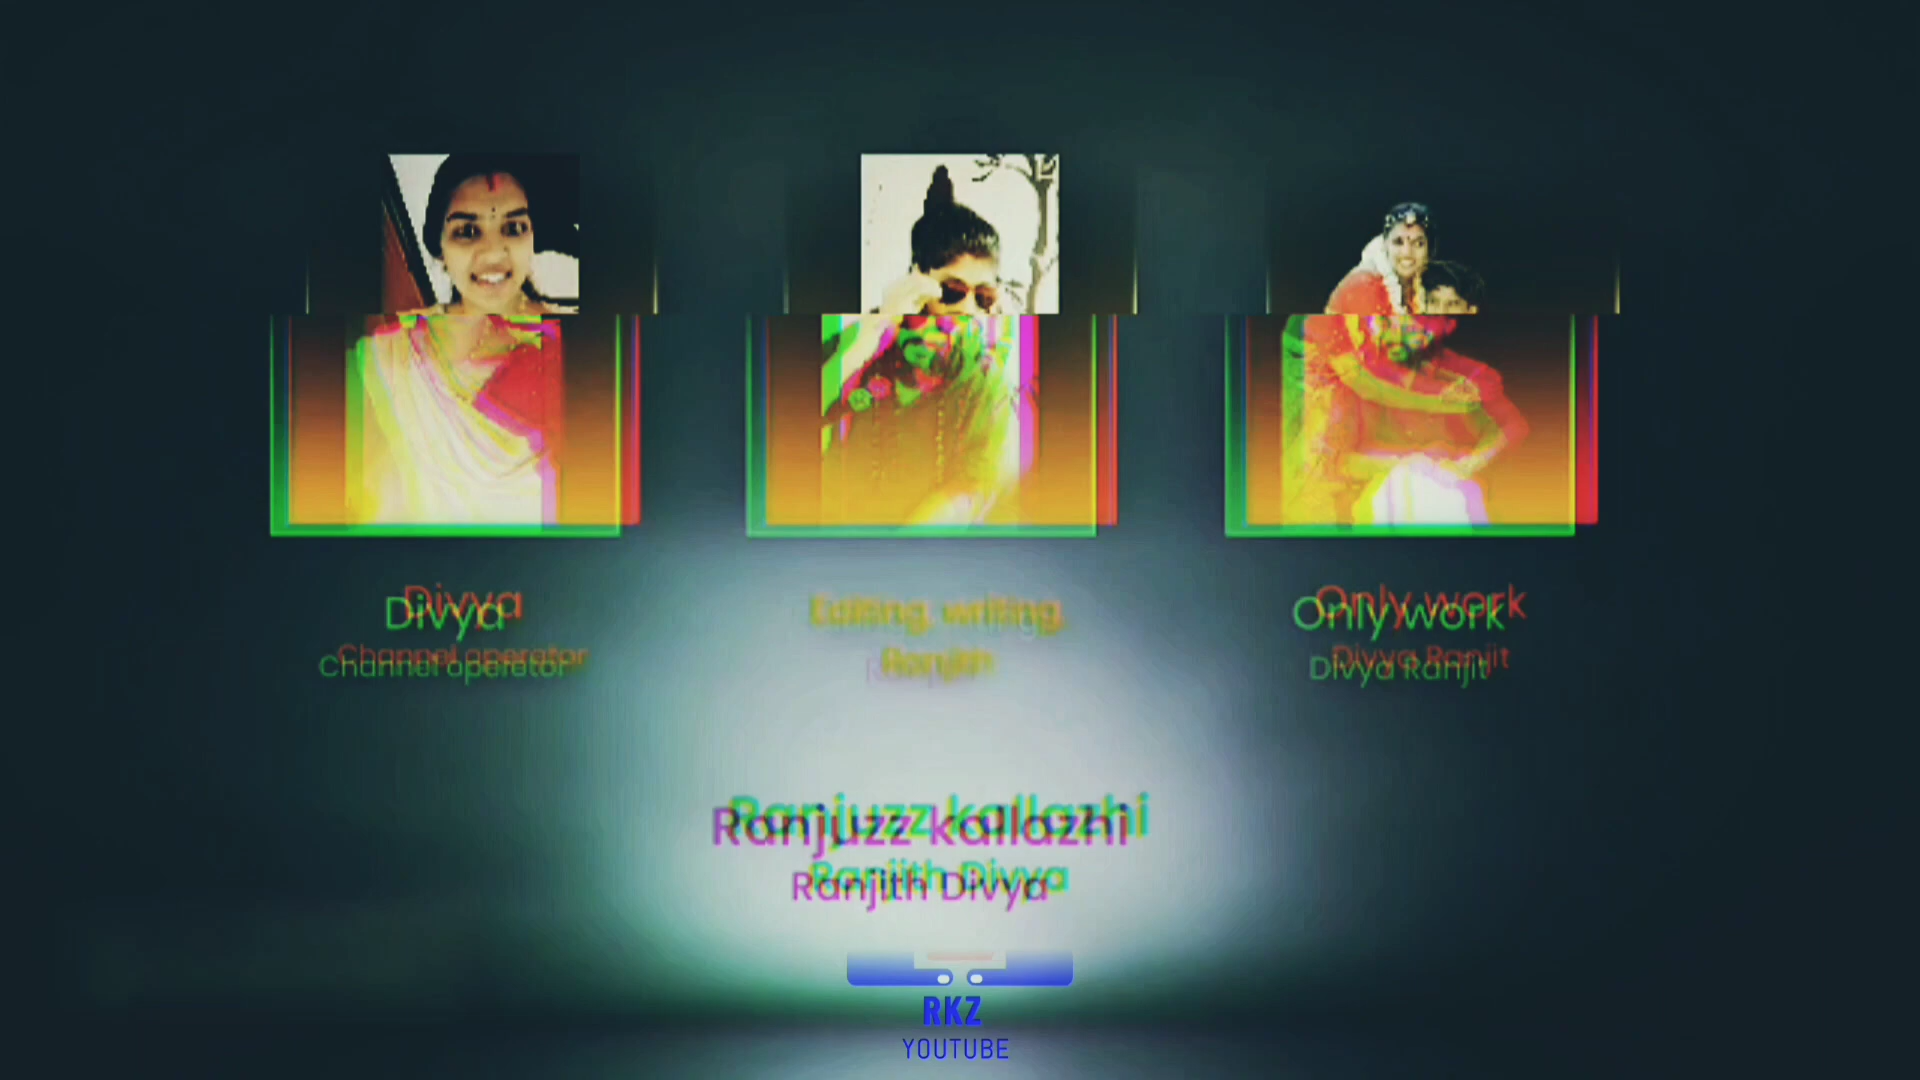 Divya
Channel operator
Editing, writing,
Ranjith
Only work
Divya Ranjit
Ranjuzz kallazhi
Ranjith Divya
RKZ
YOUTUBE